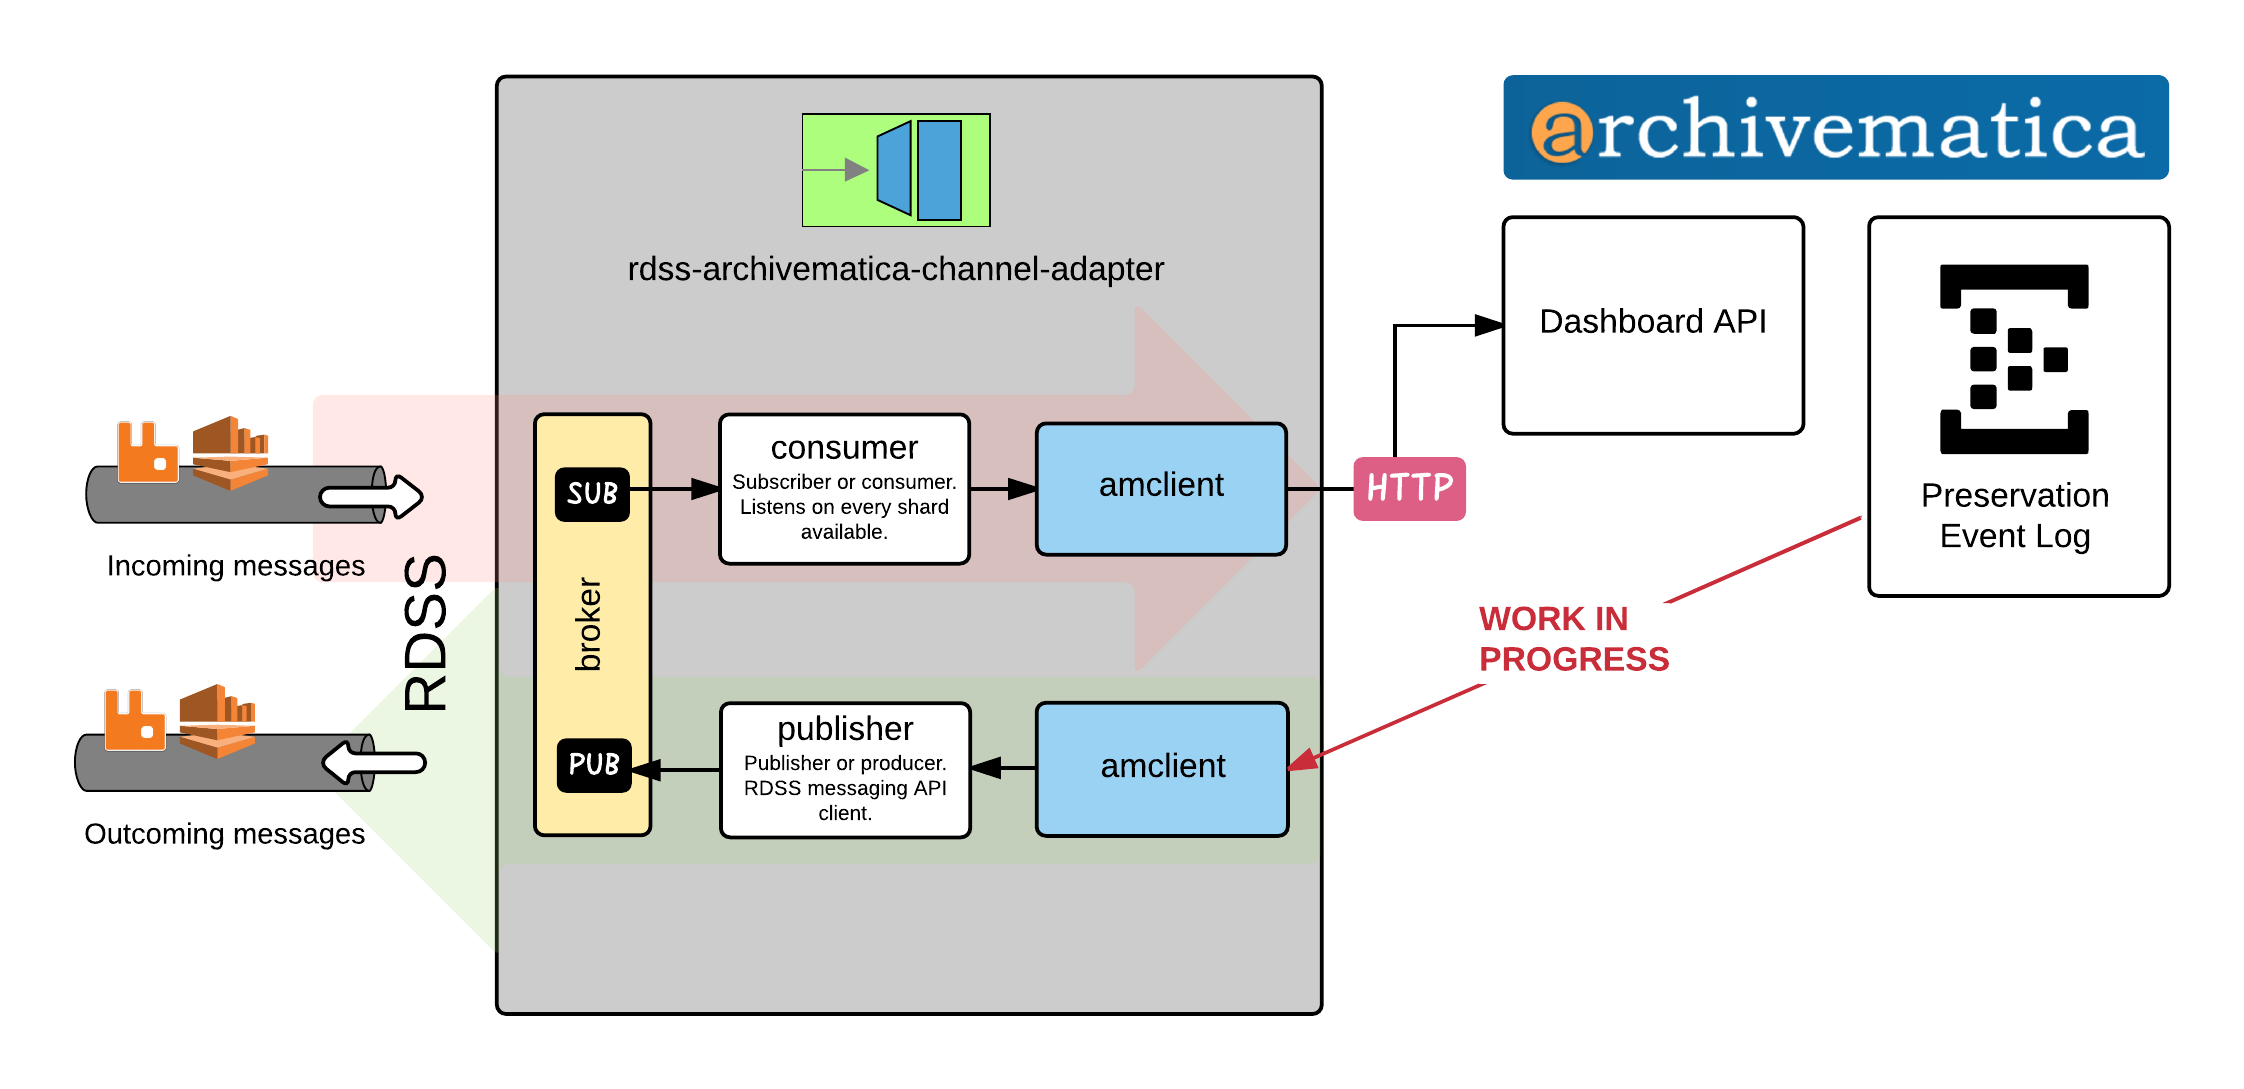 archivematica
rdss-archivematica-channel-adapter
Dashboard API
Preservation
Event Log
Incoming messages
RDSS
Outcoming messages
broker
SUB
PUB
consumer
Subscriber or consumer.
Listens on every shard
available.
amclient
HTTP
WORK IN
PROGRESS
publisher
Publisher or producer.
RDSS messaging API
client.
amclient